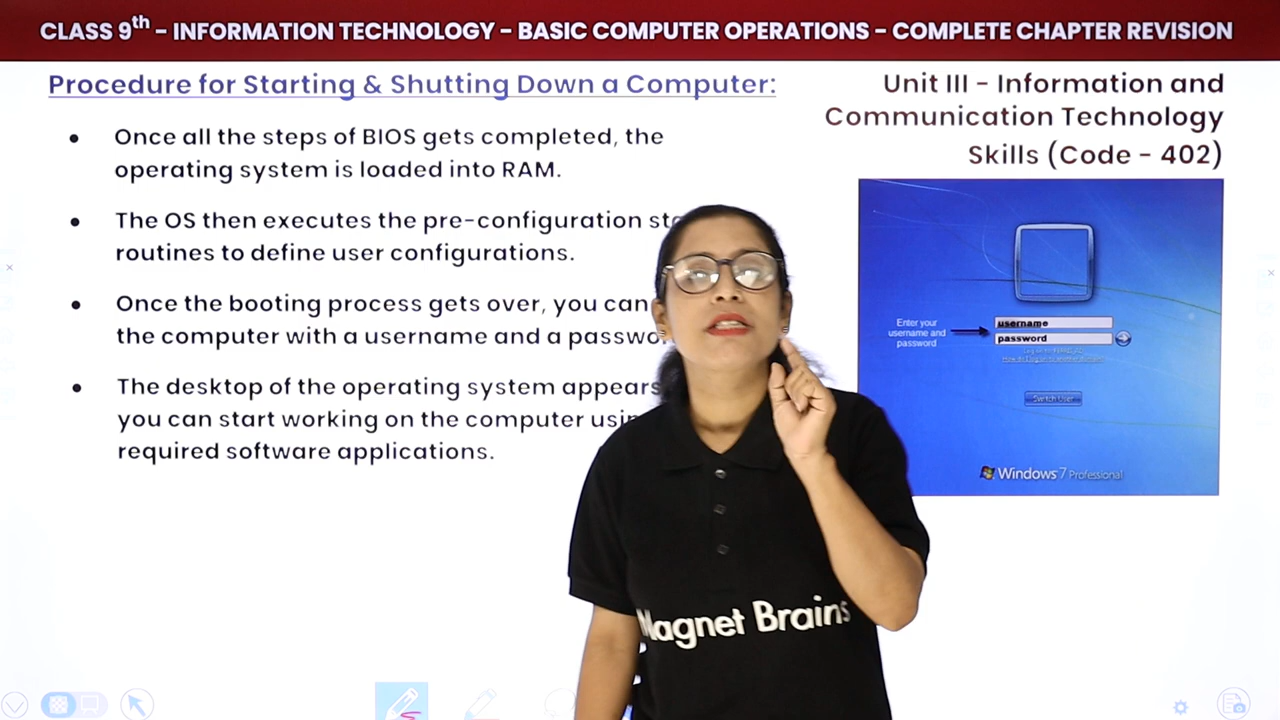 CLASS 9th - INFORMATION TECHNOLOGY - BASIC COMPUTER OPERATIONS - COMPLETE CHAPTER REVISION
Procedure for Starting & Shutting Down a Computer:
• Once all the steps of BIOS gets completed, the
operating system is loaded into RAM.
• The OS then executes the pre-configuration
routines to define user configurations.
• Once the booting process gets over, you can
the computer with a username and a
• The desktop of the operating system appears
you can start working on the computer
required software applications.
Unit III - Information and
Communication Technology
Skills (Code - 402)
Enter your
username and
password
username
password
Switch User
Windows 7 Professional
Magnet Brains